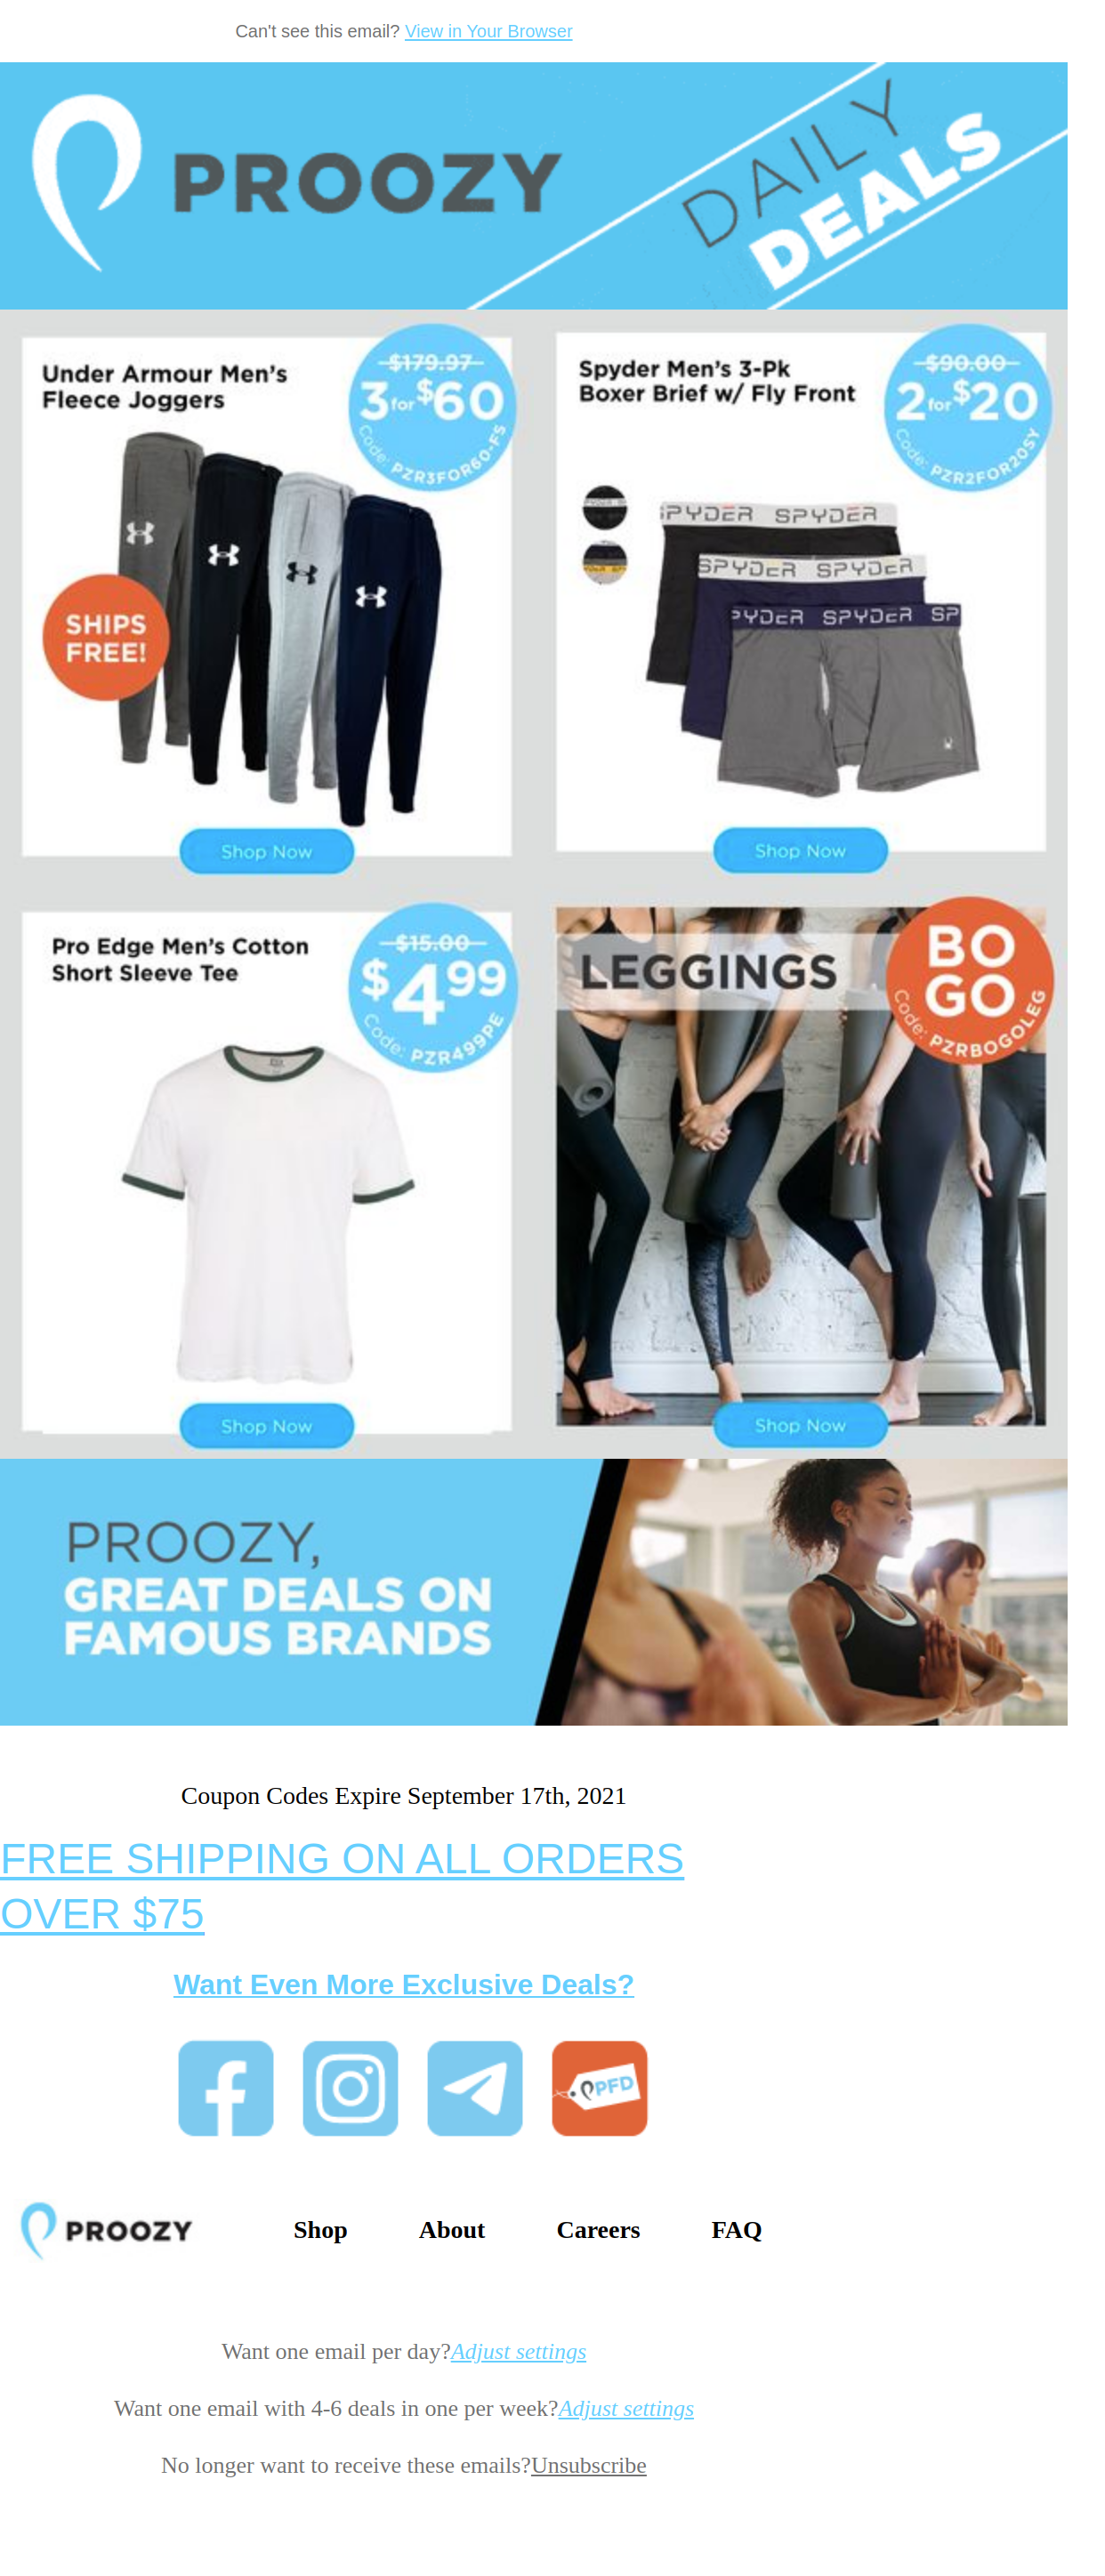 Can't see this email? View in Your Browser
PROOZY
DAILY
DEALS
Under Armour Men's
Fleece Joggers
$179.97
3 for $60
Code: PZR3FOR60-FS
SHIPS
FREE!
Shop Now
Spyder Men's 3-Pk
Boxer Brief w/ Fly Front
$90.00
2 for $20
Code: PZR2FOR20SY
SPYDER SPYDER
SPYDER SPYDER
SPYDER SPYDER SP
Shop Now
Pro Edge Men's Cotton
Short Sleeve Tee
$15.00
$4 99
Code: PZR499PE
Shop Now
LEGGINGS
BO
GO
Code: PZRBOGOLEG
Shop Now
PROOZY,
GREAT DEALS ON
FAMOUS BRANDS
Coupon Codes Expire September 17th, 2021
FREE SHIPPING ON ALL ORDERS
OVER $75
Want Even More Exclusive Deals?
PFD
PROOZY
Shop About Careers FAQ
Want one email per day?Adjust settings
Want one email with 4-6 deals in one per week?Adjust settings
No longer want to receive these emails?Unsubscribe